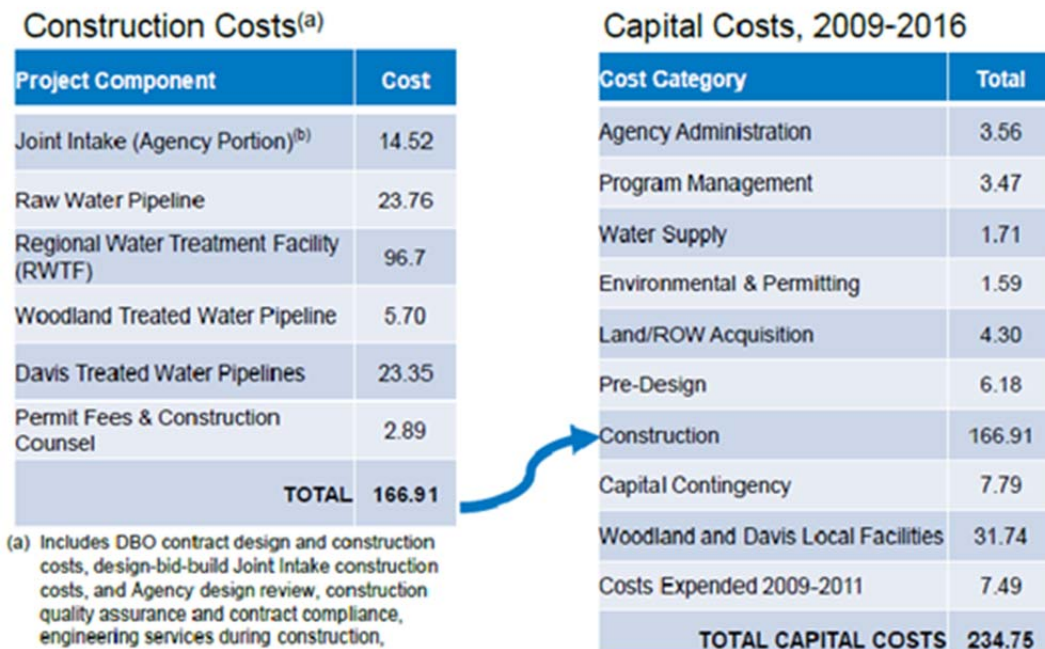 Construction Costs(a)
Project Component Cost
Joint Intake (Agency Portion)(b) 14.52
Raw Water Pipeline 23.76
Regional Water Treatment Facility
(RWTF) 96.7
Woodland Treated Water Pipeline 5.70
Davis Treated Water Pipelines 23.35
Permit Fees & Construction
Counsel 2.89
TOTAL 166.91
(a) Includes DBO contract design and construction
costs, design-bid-build Joint Intake construction
costs, and Agency design review, construction
quality assurance and contract compliance,
engineering services during construction,
Capital Costs, 2009-2016
Cost Category Total
Agency Administration 3.56
Program Management 3.47
Water Supply 1.71
Environmental & Permitting 1.59
Land/ROW Acquisition 4.30
Pre-Design 6.18
Construction 166.91
Capital Contingency 7.79
Woodland and Davis Local Facilities 31.74
Costs Expended 2009-2011 7.49
TOTAL CAPITAL COSTS 234.75